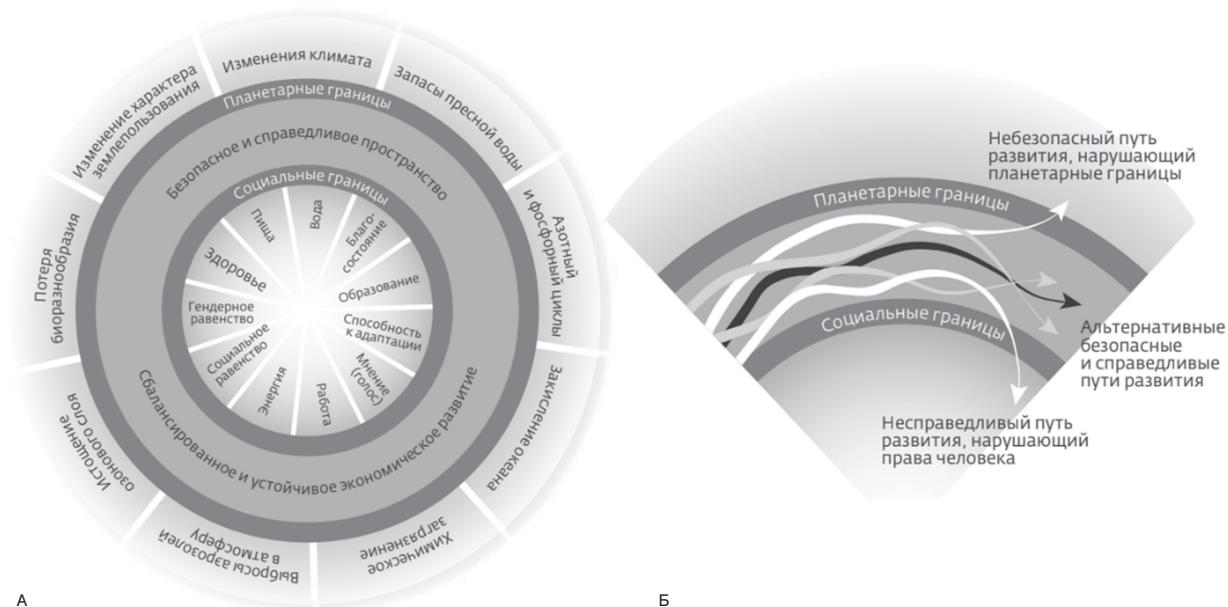 Изменения климата
Запасы пресной воды
Азотный
и фосфорный циклы
Закисление океана
Химическое
загрязнение
Выбросы аэрозолей
в атмосферу
Истощение
озонового слоя
Потеря
биоразнообразия
Изменение характера
землепользования
Планетарные границы
Безопасное и справедливое пространство
Сбалансированное и устойчивое экономическое развитие
Социальные границы
Вода
Благо-
состояние
Образование
Способность
к адаптации
Мнение
(голос)
Работа
Энергия
Социальное
равенство
Гендерное
равенство
Здоровье
Пища
А
Небезопасный путь
развития, нарушающий
планетарные границы
Планетарные границы
Социальные границы
Альтернативные
безопасные
и справедливые
пути развития
Несправедливый путь
развития, нарушающий
права человека
Б